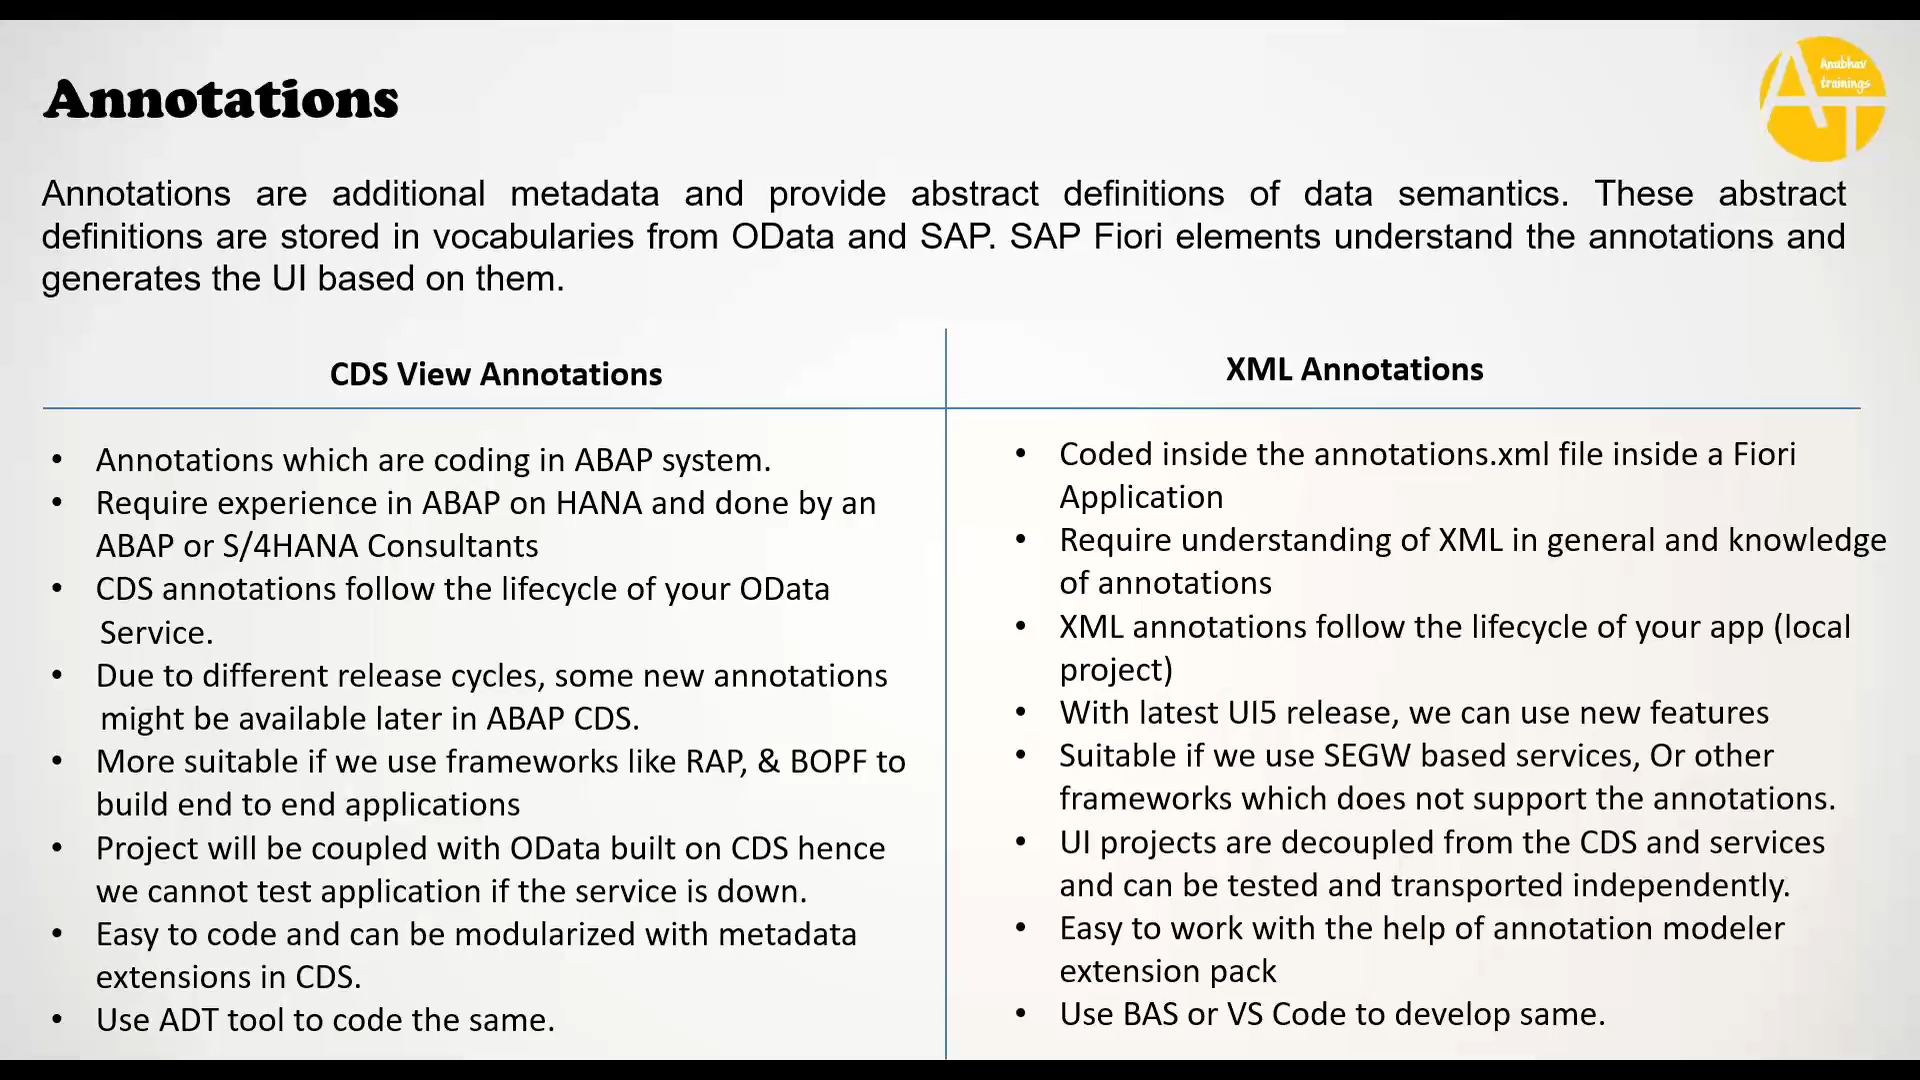 Annotations
Anubhav
trainings
AT
Annotations are additional metadata and provide abstract definitions of data semantics. These abstract
definitions are stored in vocabularies from OData and SAP. SAP Fiori elements understand the annotations and
generates the UI based on them.
CDS View Annotations
• Annotations which are coding in ABAP system.
• Require experience in ABAP on HANA and done by an
ABAP or S/4HANA Consultants
• CDS annotations follow the lifecycle of your OData
Service.
• Due to different release cycles, some new annotations
might be available later in ABAP CDS.
• More suitable if we use frameworks like RAP, & BOPF to
build end to end applications
• Project will be coupled with OData built on CDS hence
we cannot test application if the service is down.
• Easy to code and can be modularized with metadata
extensions in CDS.
• Use ADT tool to code the same.
XML Annotations
• Coded inside the annotations.xml file inside a Fiori
Application
• Require understanding of XML in general and knowledge
of annotations
• XML annotations follow the lifecycle of your app (local
project)
• With latest UI5 release, we can use new features
• Suitable if we use SEGW based services, Or other
frameworks which does not support the annotations.
• UI projects are decoupled from the CDS and services
and can be tested and transported independently.
• Easy to work with the help of annotation modeler
extension pack
• Use BAS or VS Code to develop same.